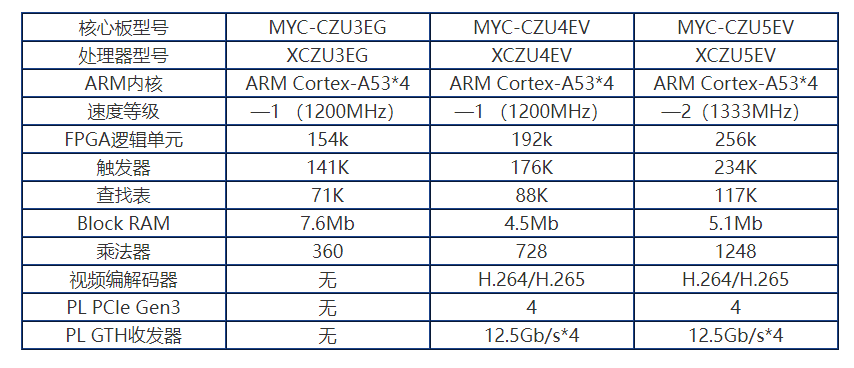 核心板型号 MYC-CZU3EG MYC-CZU4EV MYC-CZU5EV
处理器型号 XCZU3EG XCZU4EV XCZU5EV
ARM内核 ARM Cortex-A53*4 ARM Cortex-A53*4 ARM Cortex-A53*4
速度等级 —1 （1200MHz） —1 （1200MHz） —2（1333MHz）
FPGA逻辑单元 154k 192k 256k
触发器 141K 176K 234K
查找表 71K 88K 117K
Block RAM 7.6Mb 4.5Mb 5.1Mb
乘法器 360 728 1248
视频编解码器 无 H.264/H.265 H.264/H.265
PL PCIe Gen3 无 4 4
PL GTH收发器 无 12.5Gb/s*4 12.5Gb/s*4